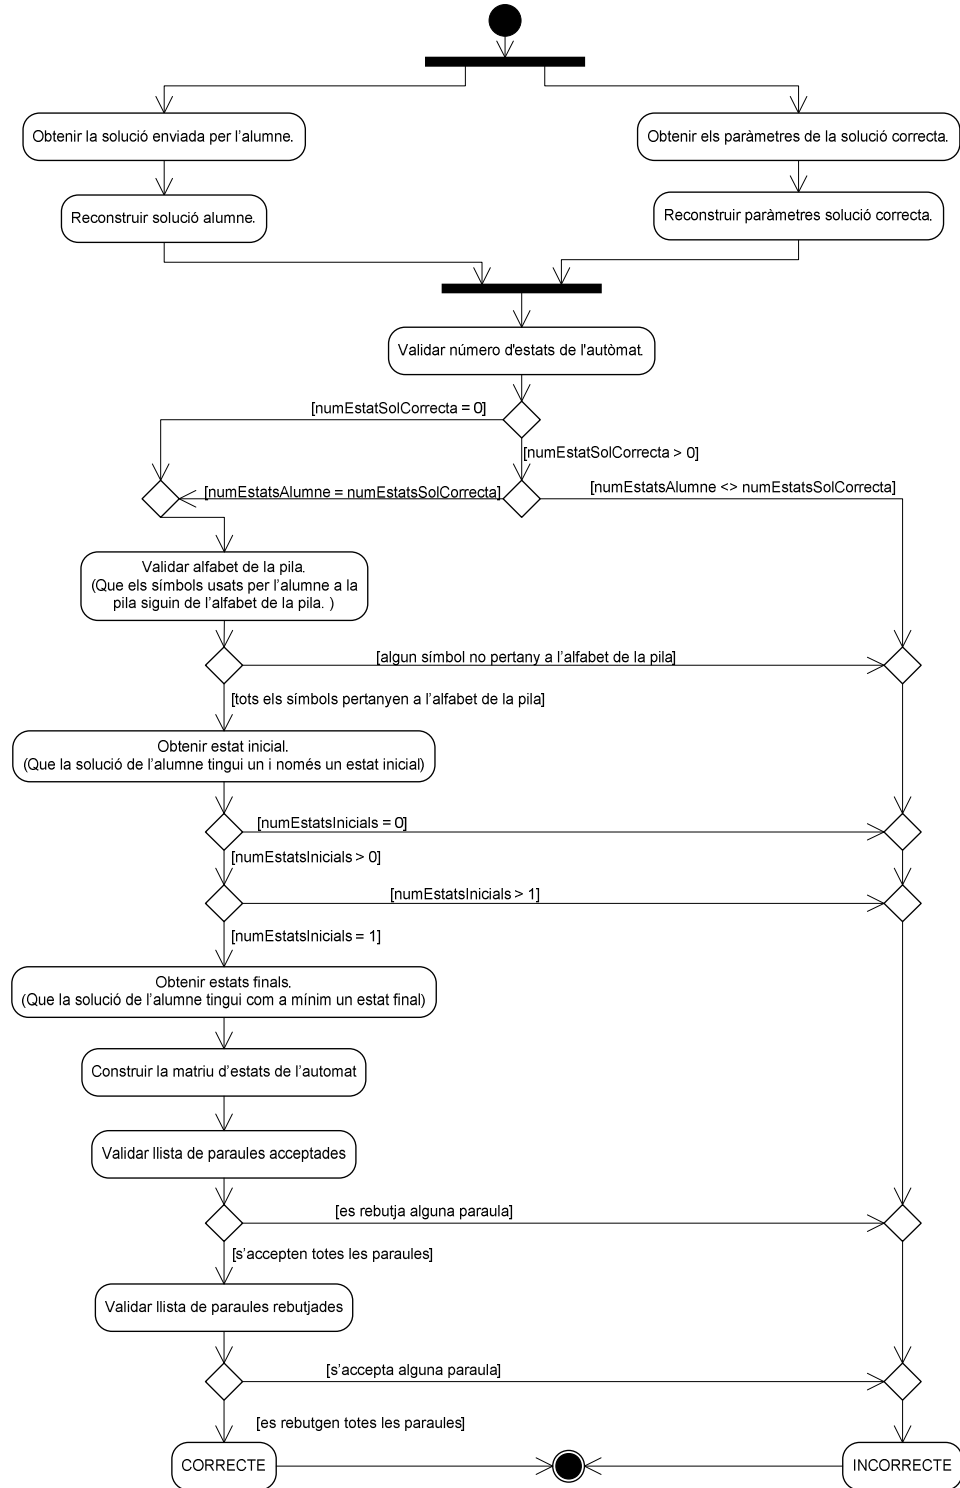 Obtenir la solució enviada per l'alumne.
Obtenir els paràmetres de la solució correcta.
Reconstruir solució alumne.
Reconstruir paràmetres solució correcta.
Validar número d'estats de l'autòmat.
[numEstatSolCorrecta = 0]
[numEstatSolCorrecta > 0]
[numEstatsAlumne = numEstatsSolCorrecta]
[numEstatsAlumne <> numEstatsSolCorrecta]
Validar alfabet de la pila.
(Que els símbols usats per l'alumne a la
pila siguin de l'alfabet de la pila. )
[algun símbol no pertany a l'alfabet de la pila]
[tots els símbols pertanyen a l'alfabet de la pila]
Obtenir estat inicial.
(Que la solució de l'alumne tingui un i només un estat inicial)
[numEstatsInicials = 0]
[numEstatsInicials > 0]
[numEstatsInicials > 1]
[numEstatsInicials = 1]
Obtenir estats finals.
(Que la solució de l'alumne tingui com a mínim un estat final)
Construir la matriu d'estats de l'automat
Validar llista de paraules acceptades
[es rebutja alguna paraula]
[s'accepten totes les paraules]
Validar llista de paraules rebutjades
[s'accepta alguna paraula]
[es rebutgen totes les paraules]
CORRECTE
INCORRECTE